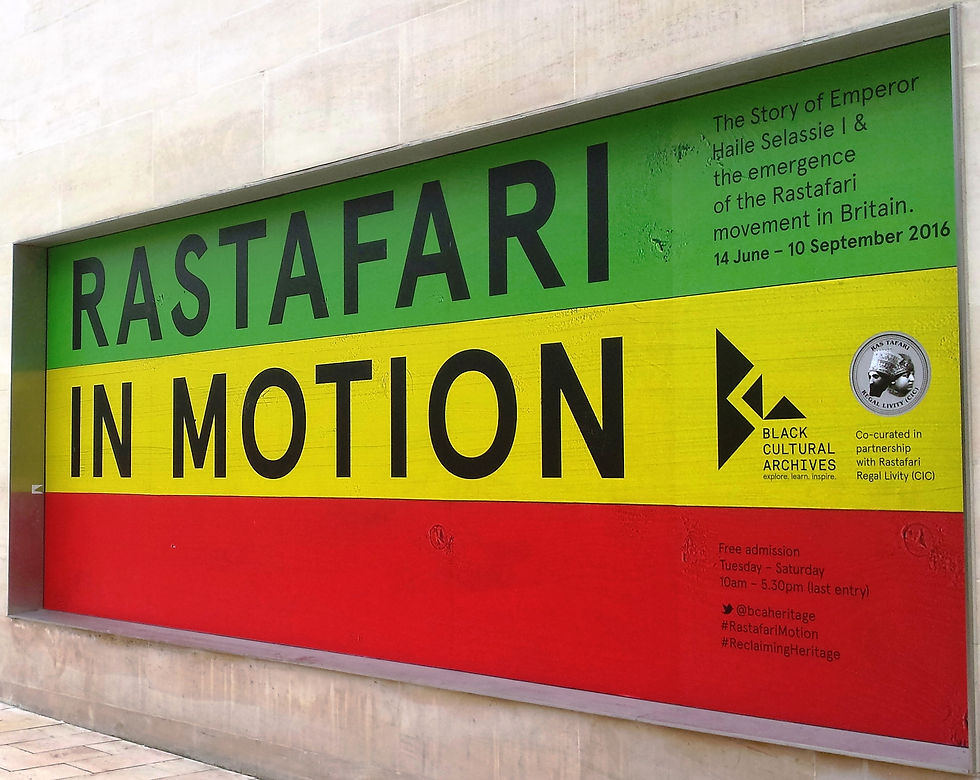 RASTAFARI
IN MOTION
The Story of Emperor
Haile Selassie I &
the emergence
of the Rastafari
movement in Britain.
14 June – 10 September 2016
BLACK
CULTURAL
ARCHIVES
explore. learn. inspire.
RAS TAFARI
REGAL LIVITY (CIC)
Co-curated in
partnership
with Rastafari
Regal Livity (CIC)
Free admission
Tuesday – Saturday
10am – 5.30pm (last entry)
@bcaheritage
#RastafariMotion
#ReclaimingHeritage